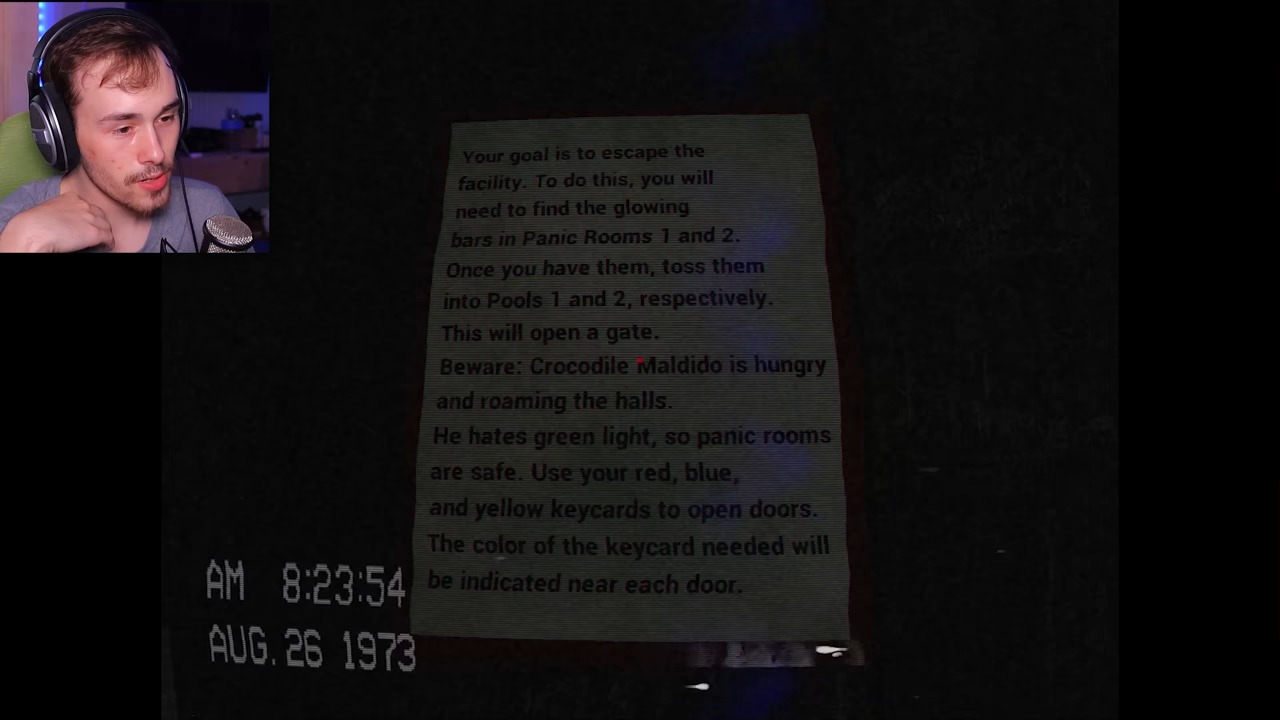 Your goal is to escape the
facility. To do this, you will
need to find the glowing
bars in Panic Rooms 1 and 2.
Once you have them, toss them
into Pools 1 and 2, respectively.
This will open a gate.
Beware: Crocodile Maldido is hungry
and roaming the halls.
He hates green light, so panic rooms
are safe. Use your red, blue,
and yellow keycards to open doors.
The color of the keycard needed will
be indicated near each door.
AM 8:23:54
AUG. 26 1973